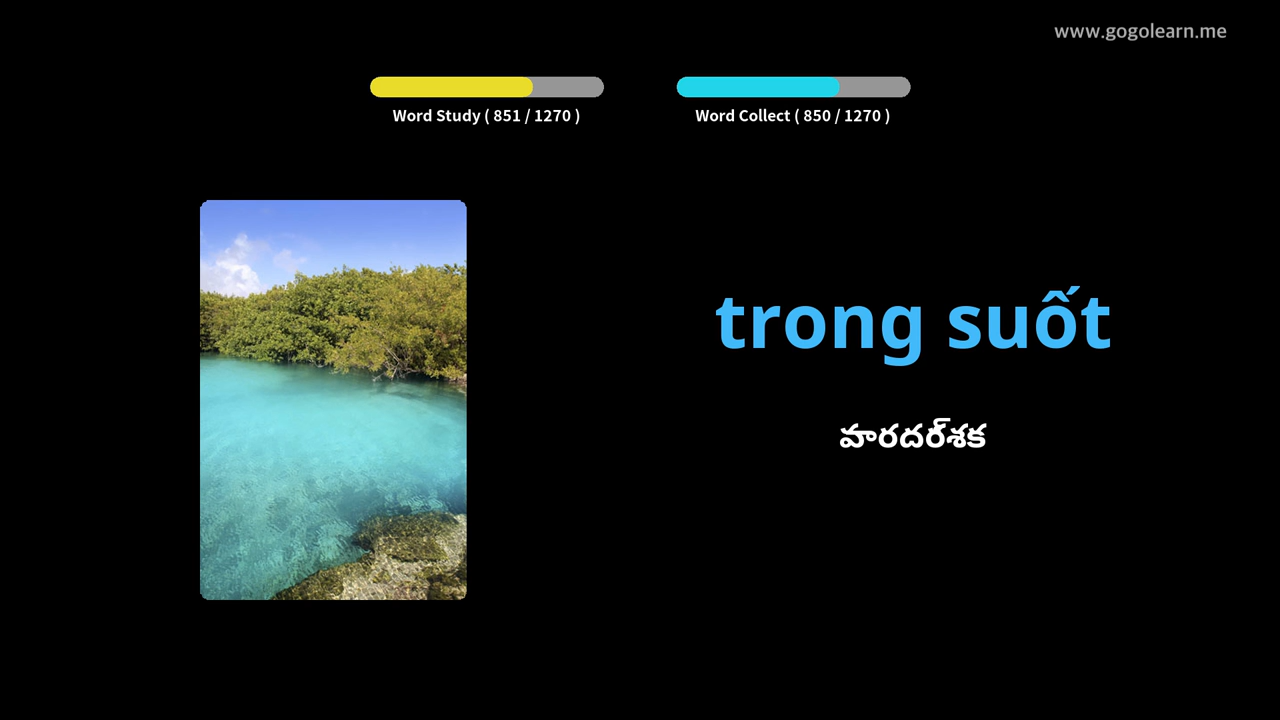 www.gogolearn.me
Word Study ( 851 / 1270 )
Word Collect ( 850 / 1270 )
trong suốt
పారదర్శక